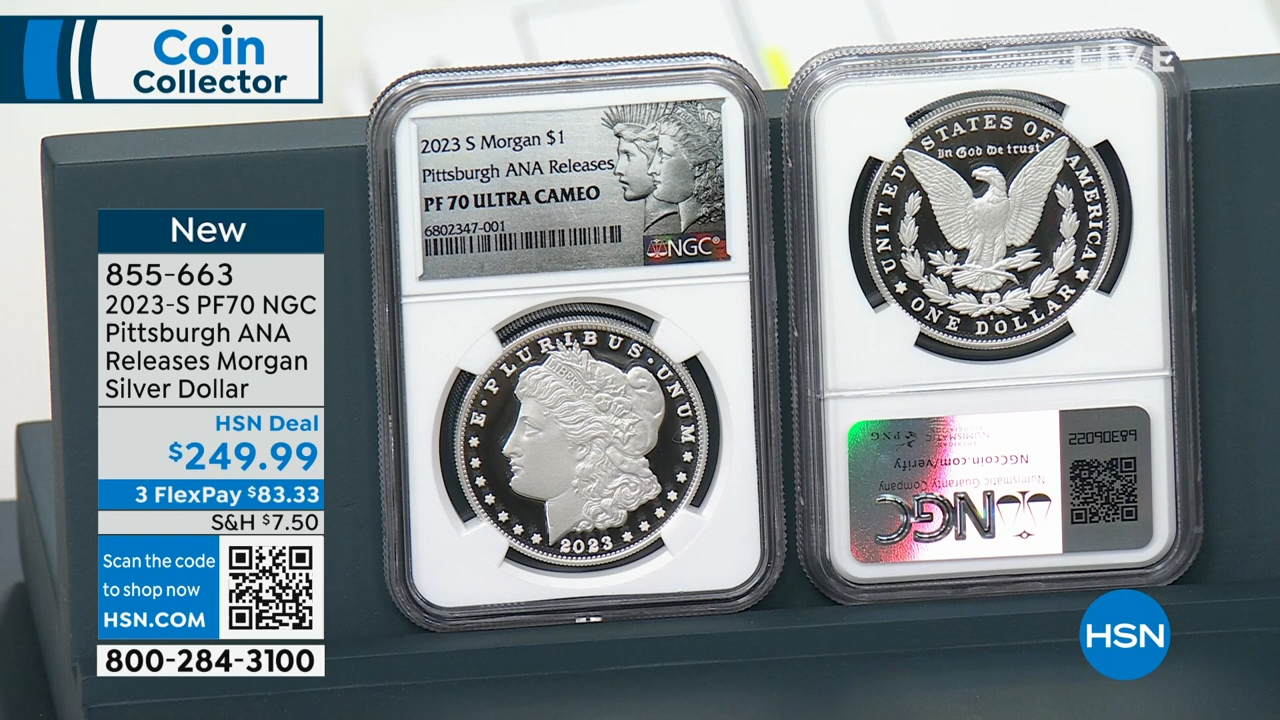 Coin
Collector
LIVE
New
855-663
2023-S PF70 NGC
Pittsburgh ANA
Releases Morgan
Silver Dollar
HSN Deal
$249.99
3 FlexPay $83.33
S&H $7.50
Scan the code
to shop now
HSN.COM
800-284-3100
2023 S Morgan $1
Pittsburgh ANA Releases
PF 70 ULTRA CAMEO
6802347-001
NGC
E · PLURIBUS · UNUM
LIBERTY
2023
UNITED STATES OF AMERICA
In God We trust
ONE DOLLAR
PNG
NGCcoin.com/verify
Numismatic Guaranty Company
NGC
HSN